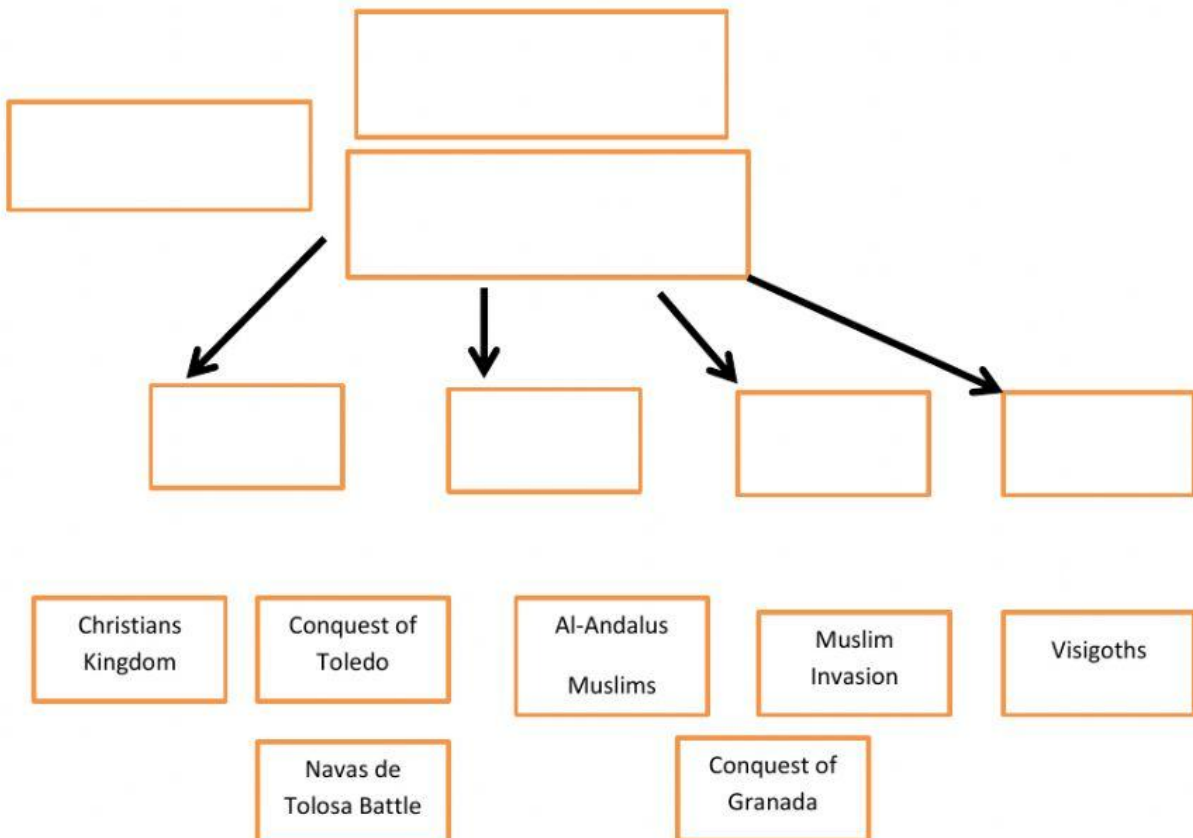 Christians
Kingdom
Conquest of
Toledo
Al-Andalus
Muslims
Muslim
Invasion
Visigoths
Navas de
Tolosa Battle
Conquest of
Granada